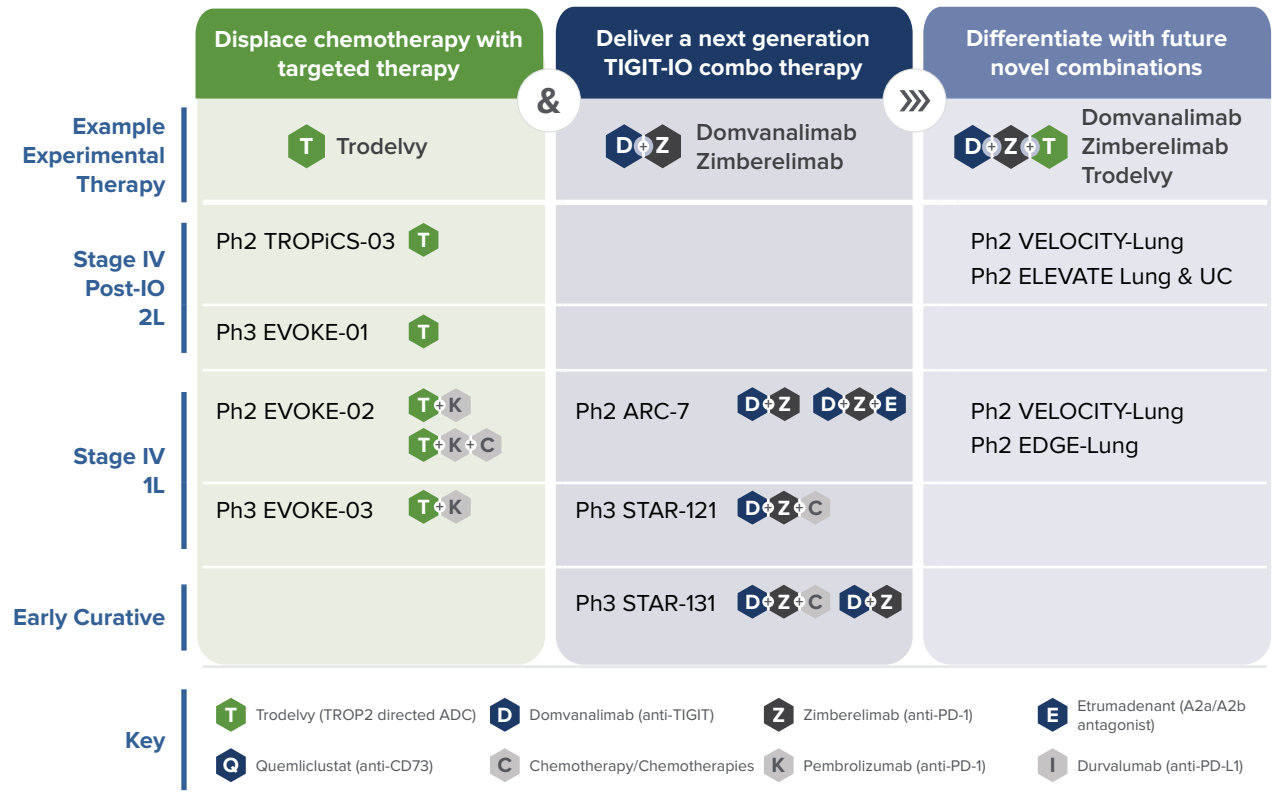 Displace chemotherapy with
targeted therapy
&
Deliver a next generation
TIGIT-IO combo therapy
Differentiate with future
novel combinations
Example
Experimental
Therapy
T Trodelvy
D+Z Domvanalimab
Zimberelimab
D+Z+T Domvanalimab
Zimberelimab
Trodelvy
Stage IV
Post-IO
2L
Ph2 TROPiCS-03 T
Ph2 VELOCITY-Lung
Ph2 ELEVATE Lung & UC
Ph3 EVOKE-01 T
Stage IV
1L
Ph2 EVOKE-02 T+K
T+K+C
Ph2 ARC-7 D+Z D+Z+E
Ph2 VELOCITY-Lung
Ph2 EDGE-Lung
Ph3 EVOKE-03 T+K
Ph3 STAR-121 D+Z+C
Early Curative
Ph3 STAR-131 D+Z+C D+Z
Key
T Trodelvy (TROP2 directed ADC)
D Domvanalimab (anti-TIGIT)
Z Zimberelimab (anti-PD-1)
E Etrumadenant (A2a/A2b
antagonist)
Q Quemliclustat (anti-CD73)
C Chemotherapy/Chemotherapies
K Pembrolizumab (anti-PD-1)
I Durvalumab (anti-PD-L1)